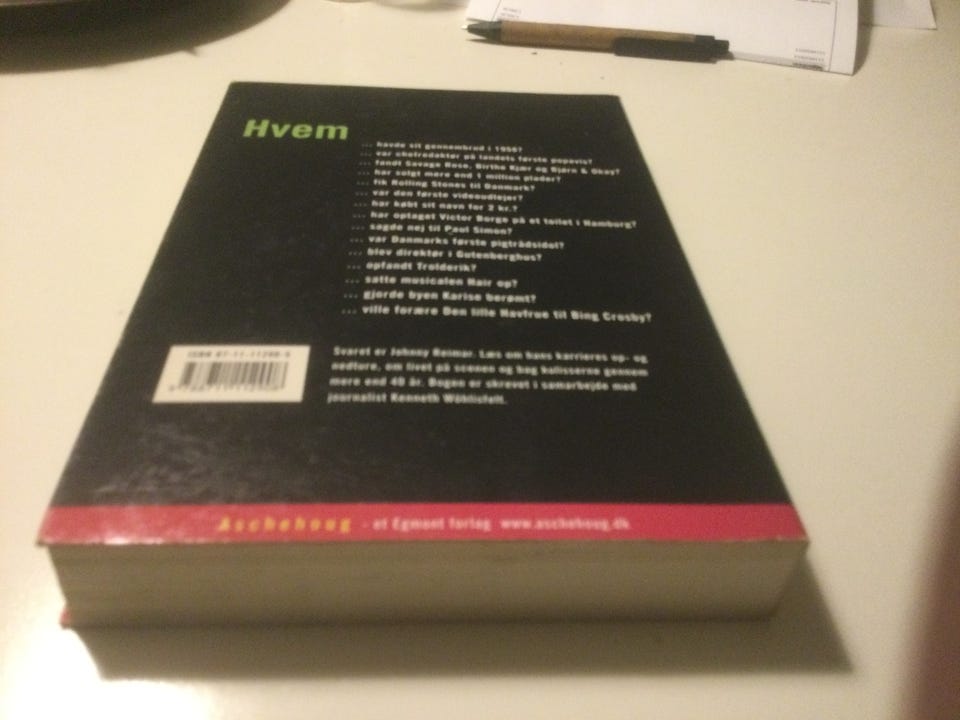 Hvem
... havde sit gennembrud i 1956?
... var chefredaktør på landets første popavis?
... fandt Savage Rose, Birthe Kjær og Bjørn & Okay?
... har solgt mere end 1 million plader?
... fik Rolling Stones til Danmark?
... var den første videoudlejer?
... har købt sit navn for 2 kr.?
... har optaget Victor Borge på et toilet i Hamburg?
... sagde nej til Paul Simon?
... var Danmarks første pigtrådsidol?
... blev direktør i Gutenberghus?
... opfandt Trolderik?
... satte musicalen Hair op?
... gjorde byen Karise berømt?
... ville forære Den lille Havfrue til Bing Crosby?
Svaret er Johnny Reimar. Læs om hans karrieres op- og
nedture, om livet på scenen og bag kulisserne gennem
mere end 40 år. Bogen er skrevet i samarbejde med
journalist Kenneth
ISBN
Aschehoug - et Egmont forlag www.aschehoug.dk